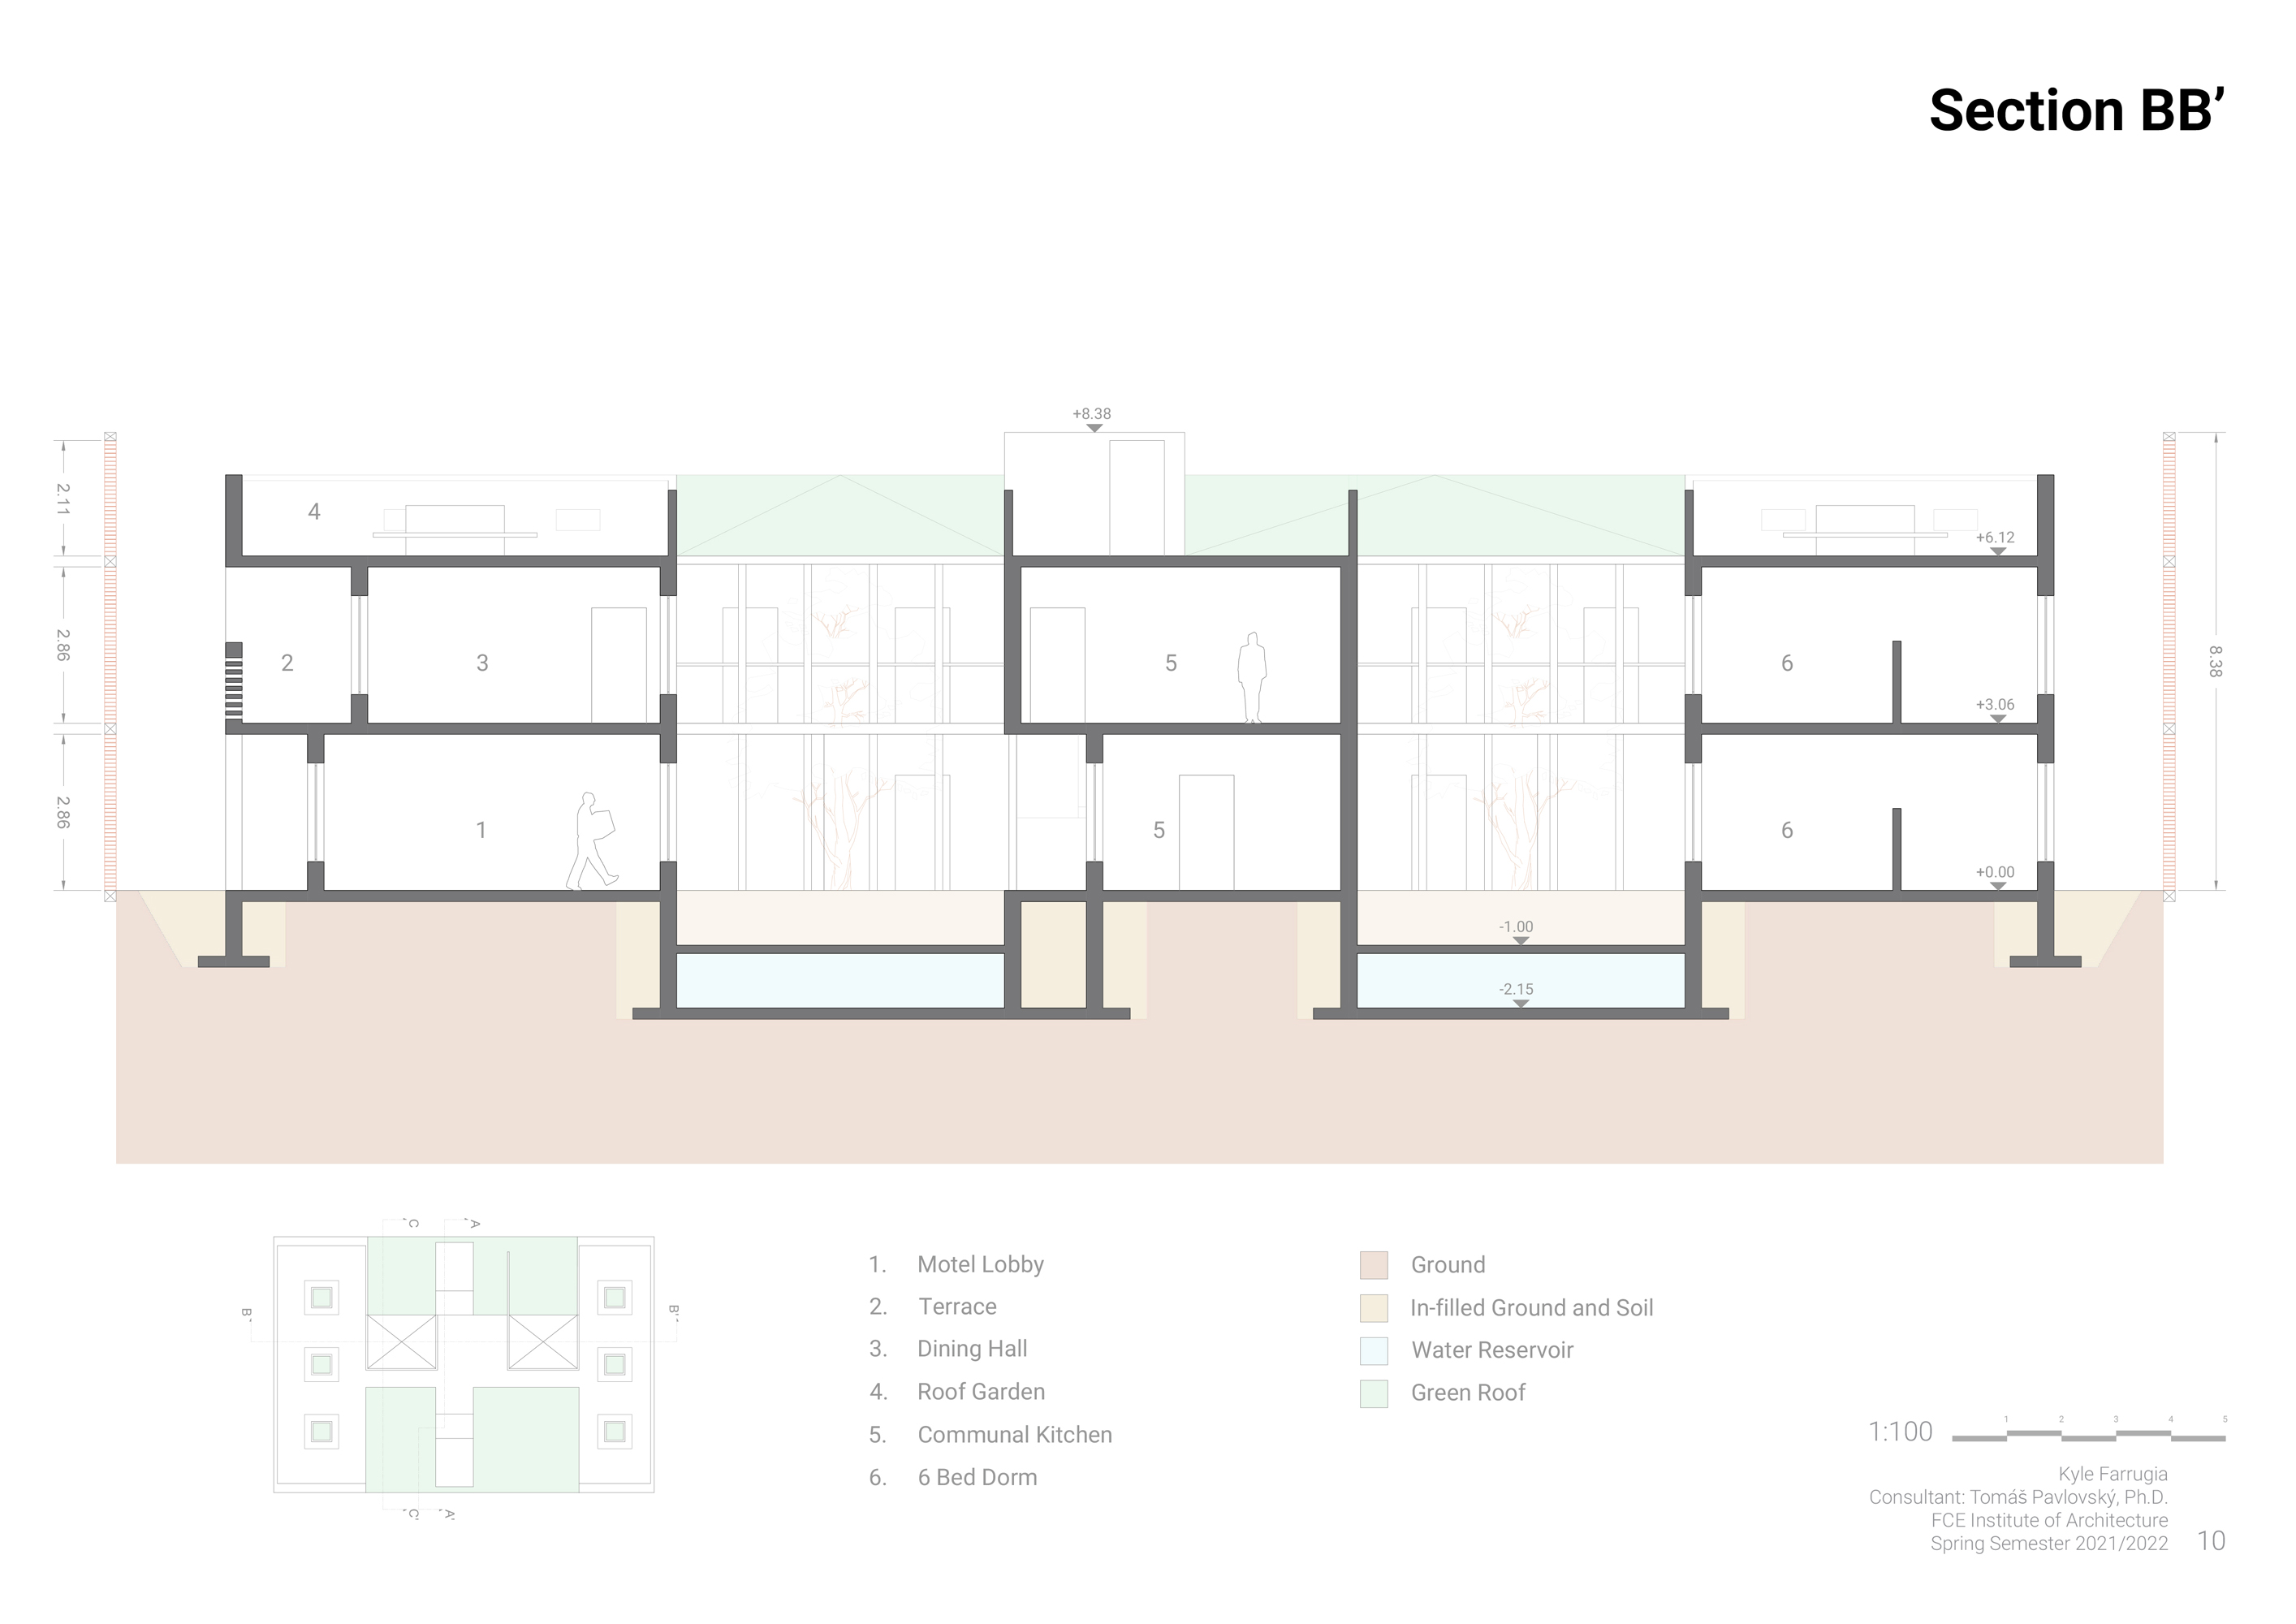 Section BB’
+8.38
2.11
4
+6.12
2.86
2
3
5
6
8.38
+3.06
2.86
1
5
6
+0.00
-1.00
-2.15
C
A
B'
B''
C'
A'
1. Motel Lobby
2. Terrace
3. Dining Hall
4. Roof Garden
5. Communal Kitchen
6. 6 Bed Dorm
Ground
In-filled Ground and Soil
Water Reservoir
Green Roof
1:100
1 2 3 4 5
Kyle Farrugia
Consultant: Tomáš Pavlovský, Ph.D.
FCE Institute of Architecture
Spring Semester 2021/2022
10